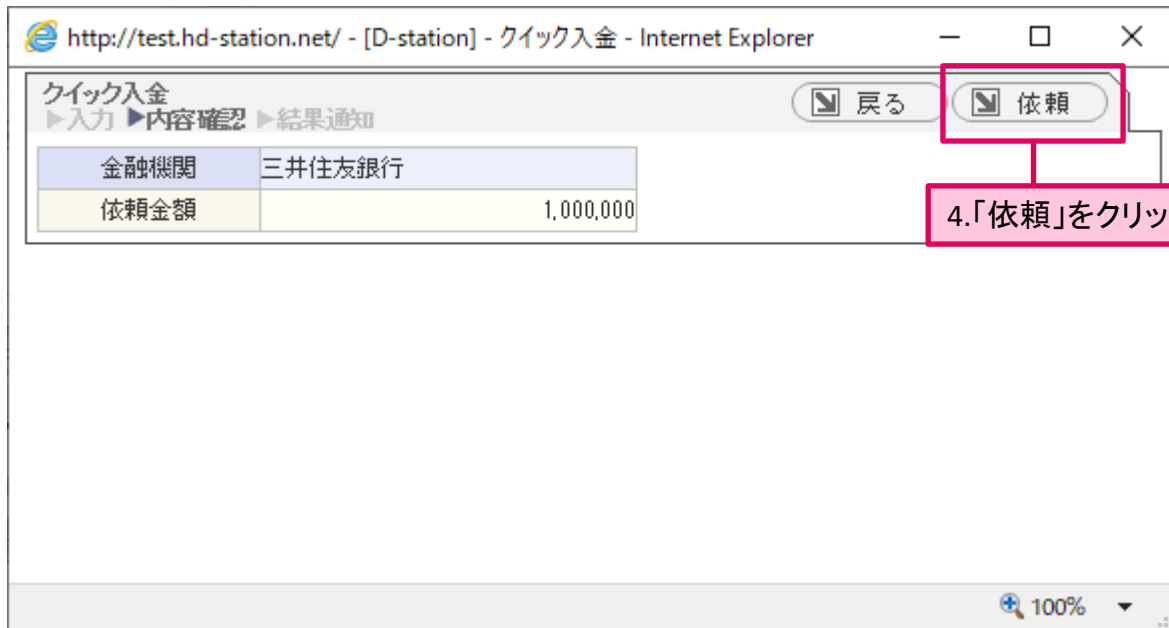 http://test.hd-station.net/ - [D-station] - クイック入金 - Internet Explorer
クイック入金
▶入力 ▶内容確認 ▶結果通知
戻る 依頼
金融機関 三井住友銀行
依頼金額 1,000,000
4.「依頼」をクリッ
100%